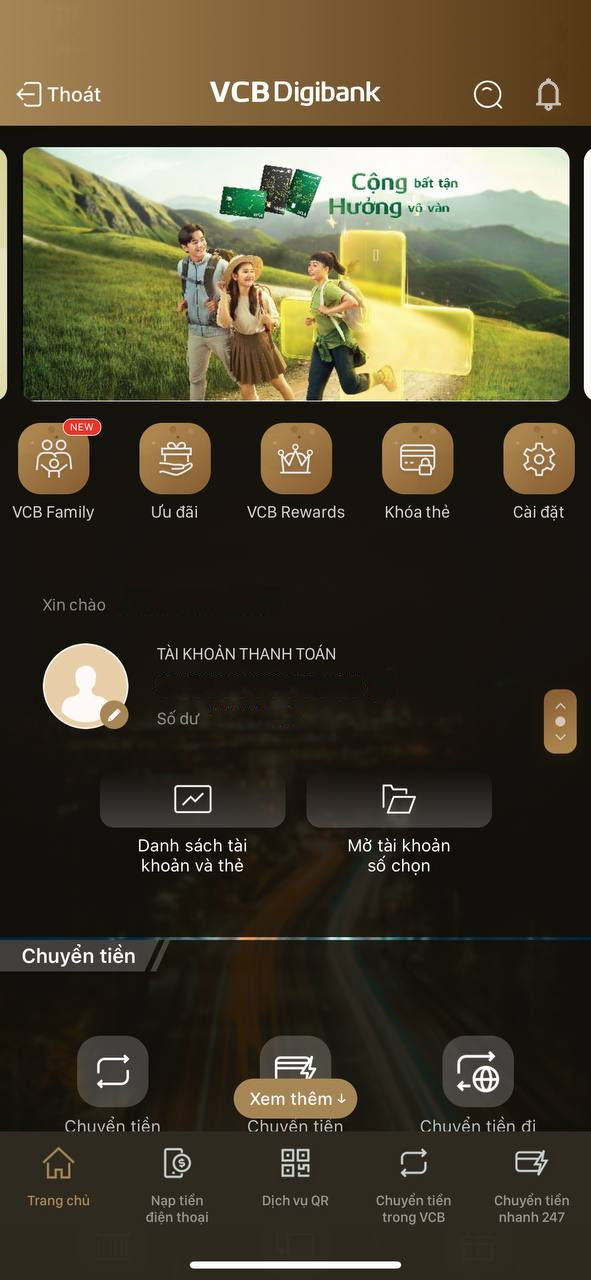 Thoát
VCB Digibank
Cộng bất tận
Hưởng vô vàn
NEW
VCB Family
Ưu đãi
VCB Rewards
Khóa thẻ
Cài đặt
Xin chào
TÀI KHOẢN THANH TOÁN
Số dư
Danh sách tài
khoản và thẻ
Mở tài khoản
số chọn
Chuyển tiền
Xem thêm ↓
Chuyển tiền
Chuyển tiền
Chuyển tiền đi
Trang chủ
Nạp tiền
điện thoại
Dịch vụ QR
Chuyển tiền
trong VCB
Chuyển tiền
nhanh 247